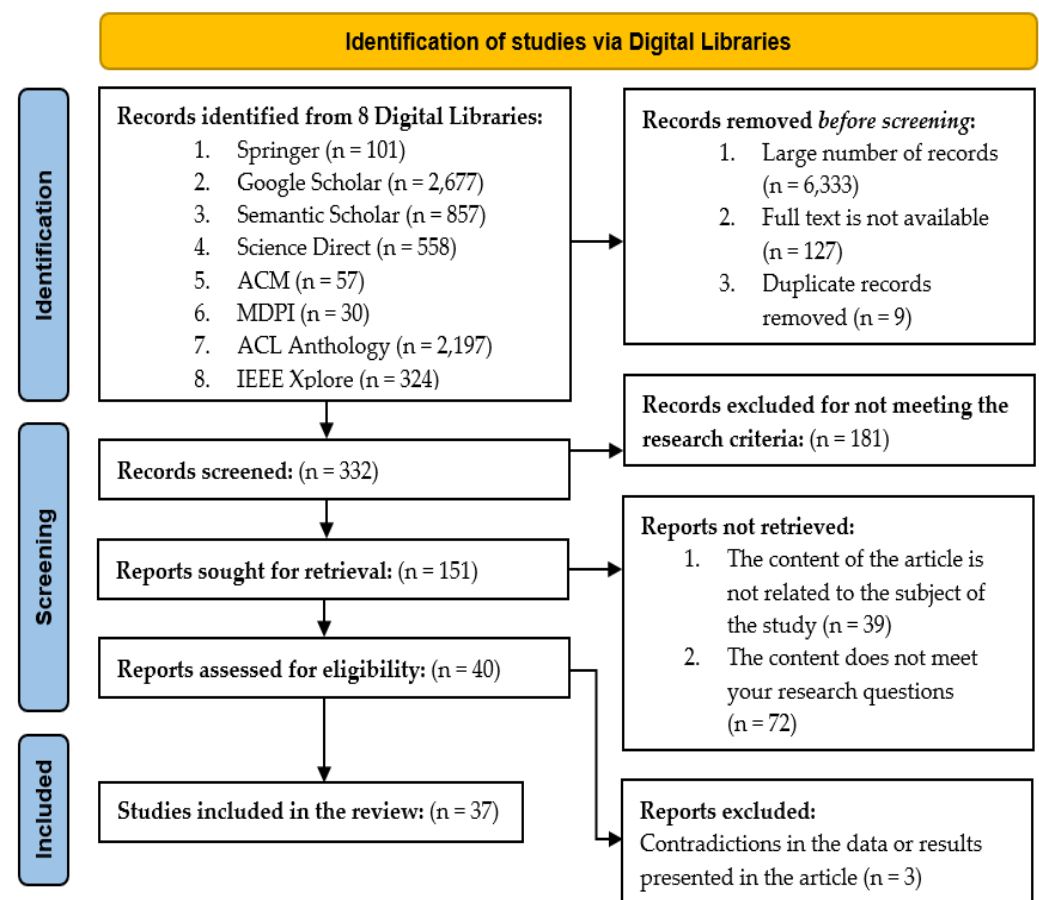 Identification of studies via Digital Libraries
Identification
Records identified from 8 Digital Libraries:
1. Springer (n = 101)
2. Google Scholar (n = 2,677)
3. Semantic Scholar (n = 857)
4. Science Direct (n = 558)
5. ACM (n = 57)
6. MDPI (n = 30)
7. ACL Anthology (n = 2,197)
8. IEEE Xplore (n = 324)
Records removed before screening:
1. Large number of records
(n = 6,333)
2. Full text is not available
(n = 127)
3. Duplicate records
removed (n = 9)
Screening
Records screened: (n = 332)
Records excluded for not meeting the
research criteria: (n = 181)
Reports sought for retrieval: (n = 151)
Reports not retrieved:
1. The content of the article is
not related to the subject of
the study (n = 39)
2. The content does not meet
your research questions
(n = 72)
Reports assessed for eligibility: (n = 40)
Included
Studies included in the review: (n = 37)
Reports excluded:
Contradictions in the data or results
presented in the article (n = 3)